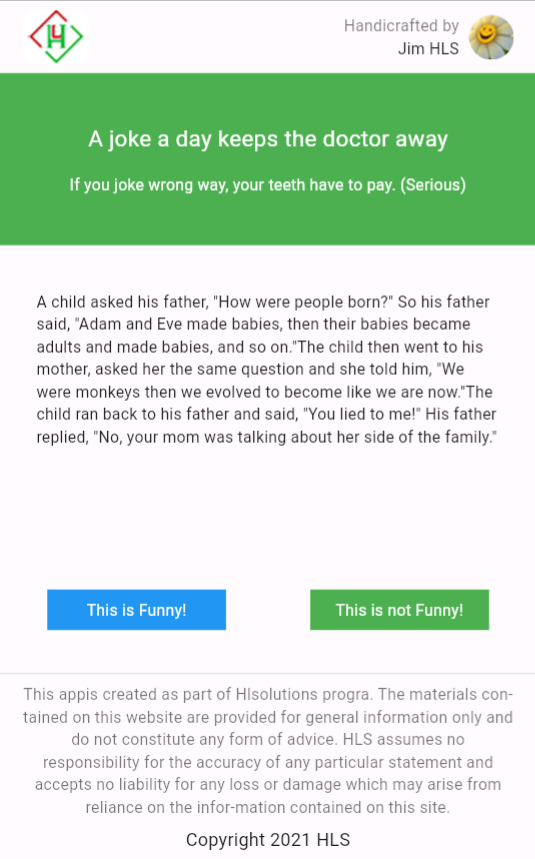 Handicrafted by
Jim HLS
A joke a day keeps the doctor away
If you joke wrong way, your teeth have to pay. (Serious)
A child asked his father, "How were people born?" So his father
said, "Adam and Eve made babies, then their babies became
adults and made babies, and so on."The child then went to his
mother, asked her the same question and she told him, "We
were monkeys then we evolved to become like we are now."The
child ran back to his father and said, "You lied to me!" His father
replied, "No, your mom was talking about her side of the family."
This is Funny!
This is not Funny!
This appis created as part of Hlsolutions progra. The materials con-
tained on this website are provided for general information only and
do not constitute any form of advice. HLS assumes no
responsibility for the accuracy of any particular statement and
accepts no liability for any loss or damage which may arise from
reliance on the infor-mation contained on this site.
Copyright 2021 HLS